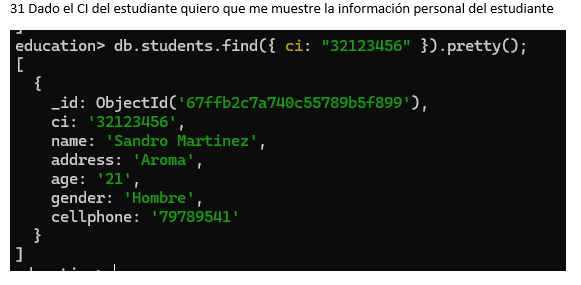 31 Dado el CI del estudiante quiero que me muestre la información personal del estudiante
]
education> db.students.find({ ci: "32123456" }).pretty();
[
  {
    _id: ObjectId('67ffb2c7a740c55789b5f899'),
    ci: '32123456',
    name: 'Sandro Martinez',
    address: 'Aroma',
    age: '21',
    gender: 'Hombre',
    cellphone: '79789541'
  }
]